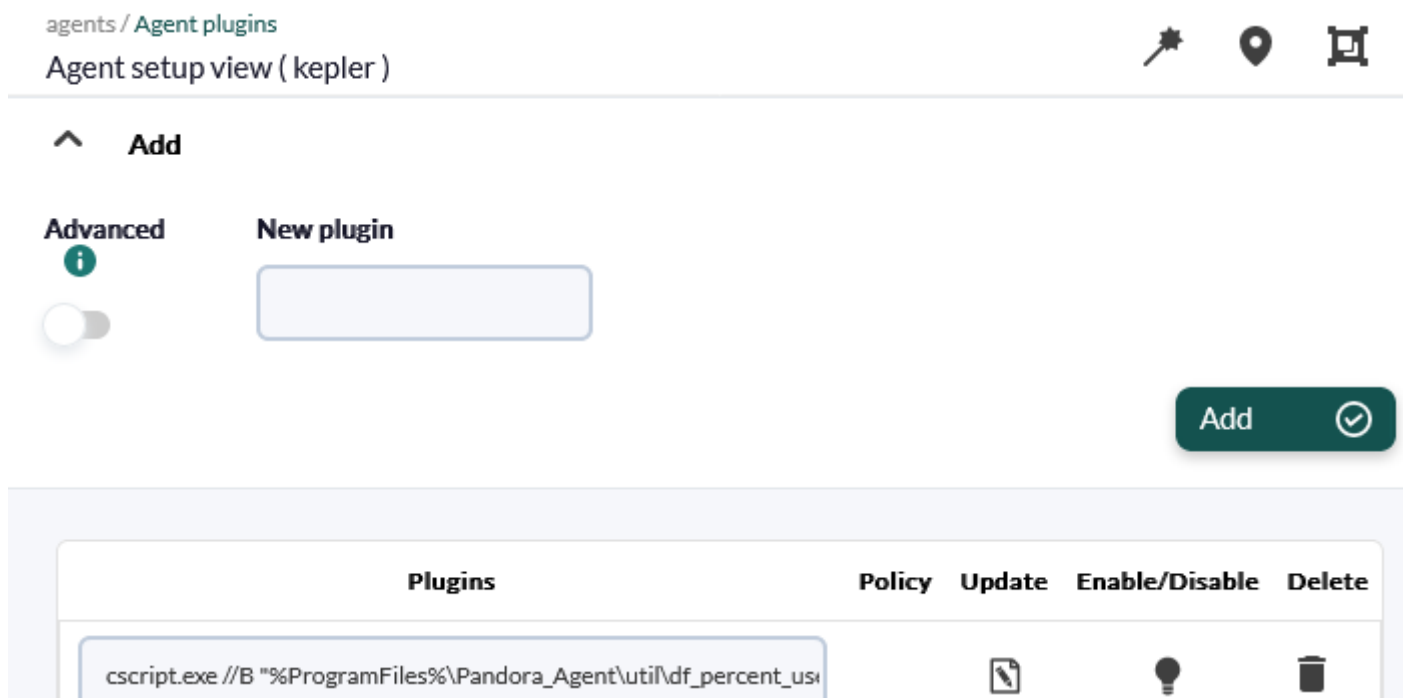 agents / Agent plugins
Agent setup view ( kepler )
Add
Advanced New plugin
Add
Plugins Policy Update Enable/Disable Delete
cscript.exe //B "%ProgramFiles%\Pandora_Agent\util\df_percent_us